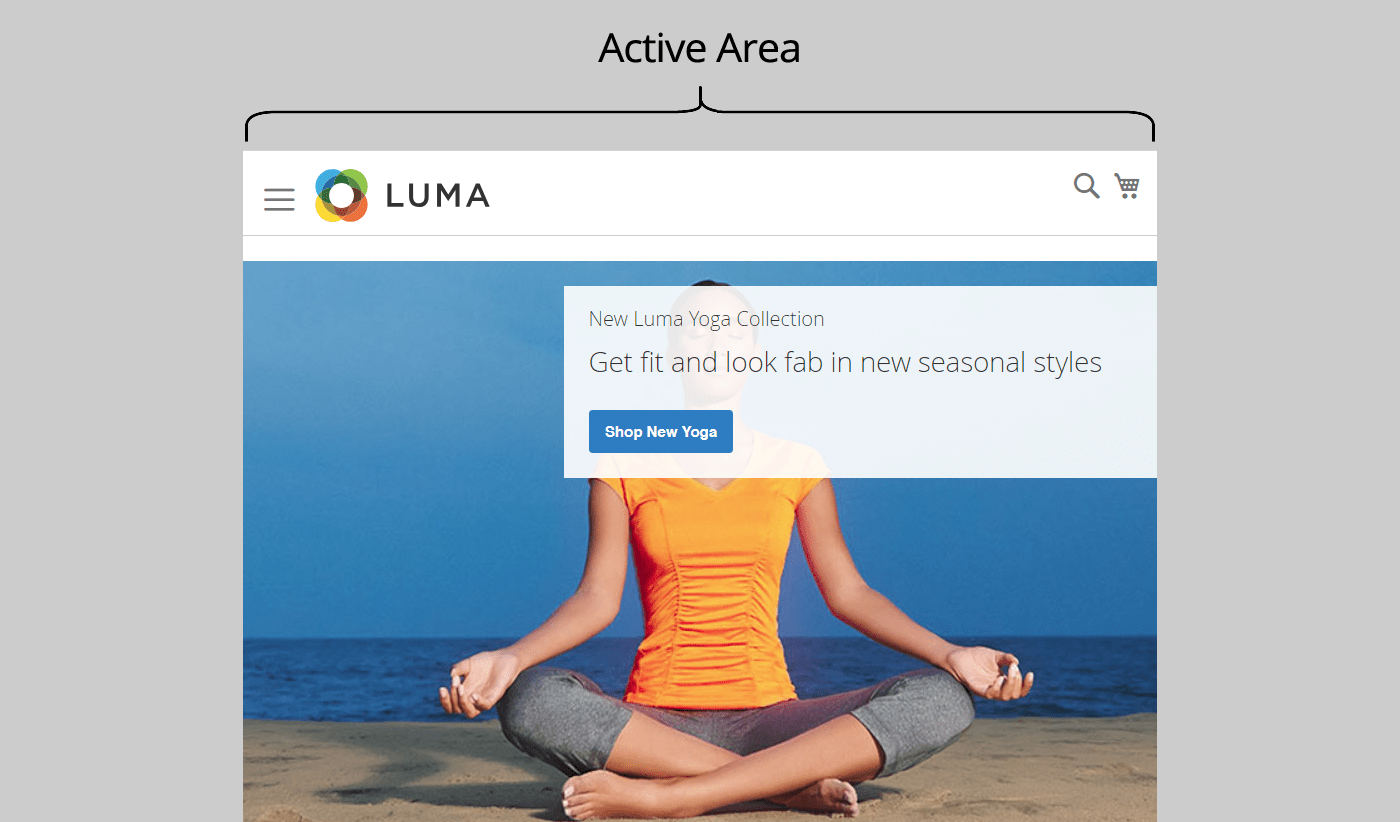 Active Area
LUMA
New Luma Yoga Collection
Get fit and look fab in new seasonal styles
Shop New Yoga